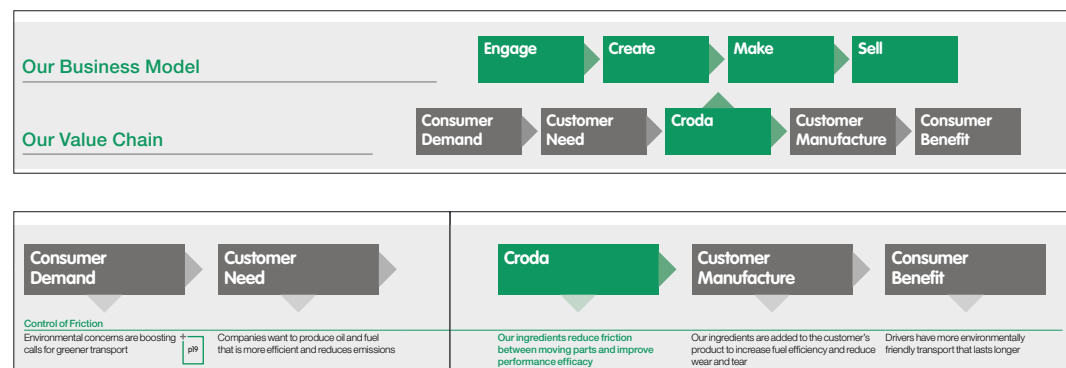 Our Business Model
Engage
Create
Make
Sell
Our Value Chain
Consumer
Demand
Customer
Need
Croda
Customer
Manufacture
Consumer
Benefit
Consumer
Demand
Customer
Need
Croda
Customer
Manufacture
Consumer
Benefit
Control of Friction
Environmental concerns are boosting
calls for greener transport
+
p19
Companies want to produce oil and fuel
that is more efficient and reduces emissions
Our ingredients reduce friction
between moving parts and improve
performance efficacy
Our ingredients are added to the customer's
product to increase fuel efficiency and reduce
wear and tear
Drivers have more environmentally
friendly transport that lasts longer